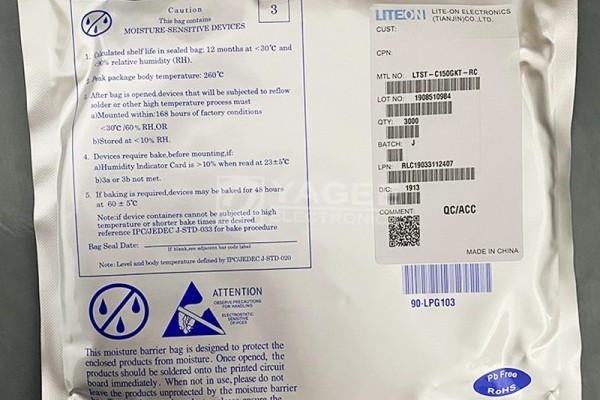 Caution
This bag contains
MOISTURE-SENSITIVE DEVICES
3
1. Calculated shelf life in sealed bag: 12 months at <30°C and
<90% relative humidity (RH).
2. Peak package body temperature: 260°C
3. After bag is opened,devices that will be subjected to reflow
solder or other high temperature process must
a)Mounted within:168 hours of factory conditions
<30℃/60% RH,OR
b)Stored at <10% RH.
4. Devices require bake,before mounting,if:
a)Humidity Indicator Card is >10% when read at 23±5℃
b)3a or 3b not met.
5. If baking is required,devices may be baked for 48 hours
at 60 ± 5℃
Note:if device containers cannot be subjected to high
temperature or shorter bake times are desired
reference IPC/JEDEC J-STD-033 for bake procedure
Bag Seal Date:
If blank,see adjacent bar code label
Note: Level and body temperature defined by IPC/JEDEC J-STD-020
LITEON
LITE-ON ELECTRONICS
(TIANJIN)CO.,LTD.
CUST:
CPN:
MTL NO: LTST-C150GKT-RC
LOT NO: 1908510984
QTY: 3000
BATCH: J
LPN: RLC19033112407
D/C: 1913
COMMENT:
QC/ACC
MADE IN CHINA
90-LPG103
YAGEE
ELECTRONIC
ATTENTION
OBSERVE PRECAUTIONS
FOR HANDLING
ELECTROSTATIC
SENSITIVE
DEVICES
This moisture barrier bag is designed to protect the
enclosed products from moisture. Once opened, the
products should be soldered onto the printed circuit
board immediately. When not in use, please do not
leave the products unprotected by the moisture barrier
Pb Free
RoHS